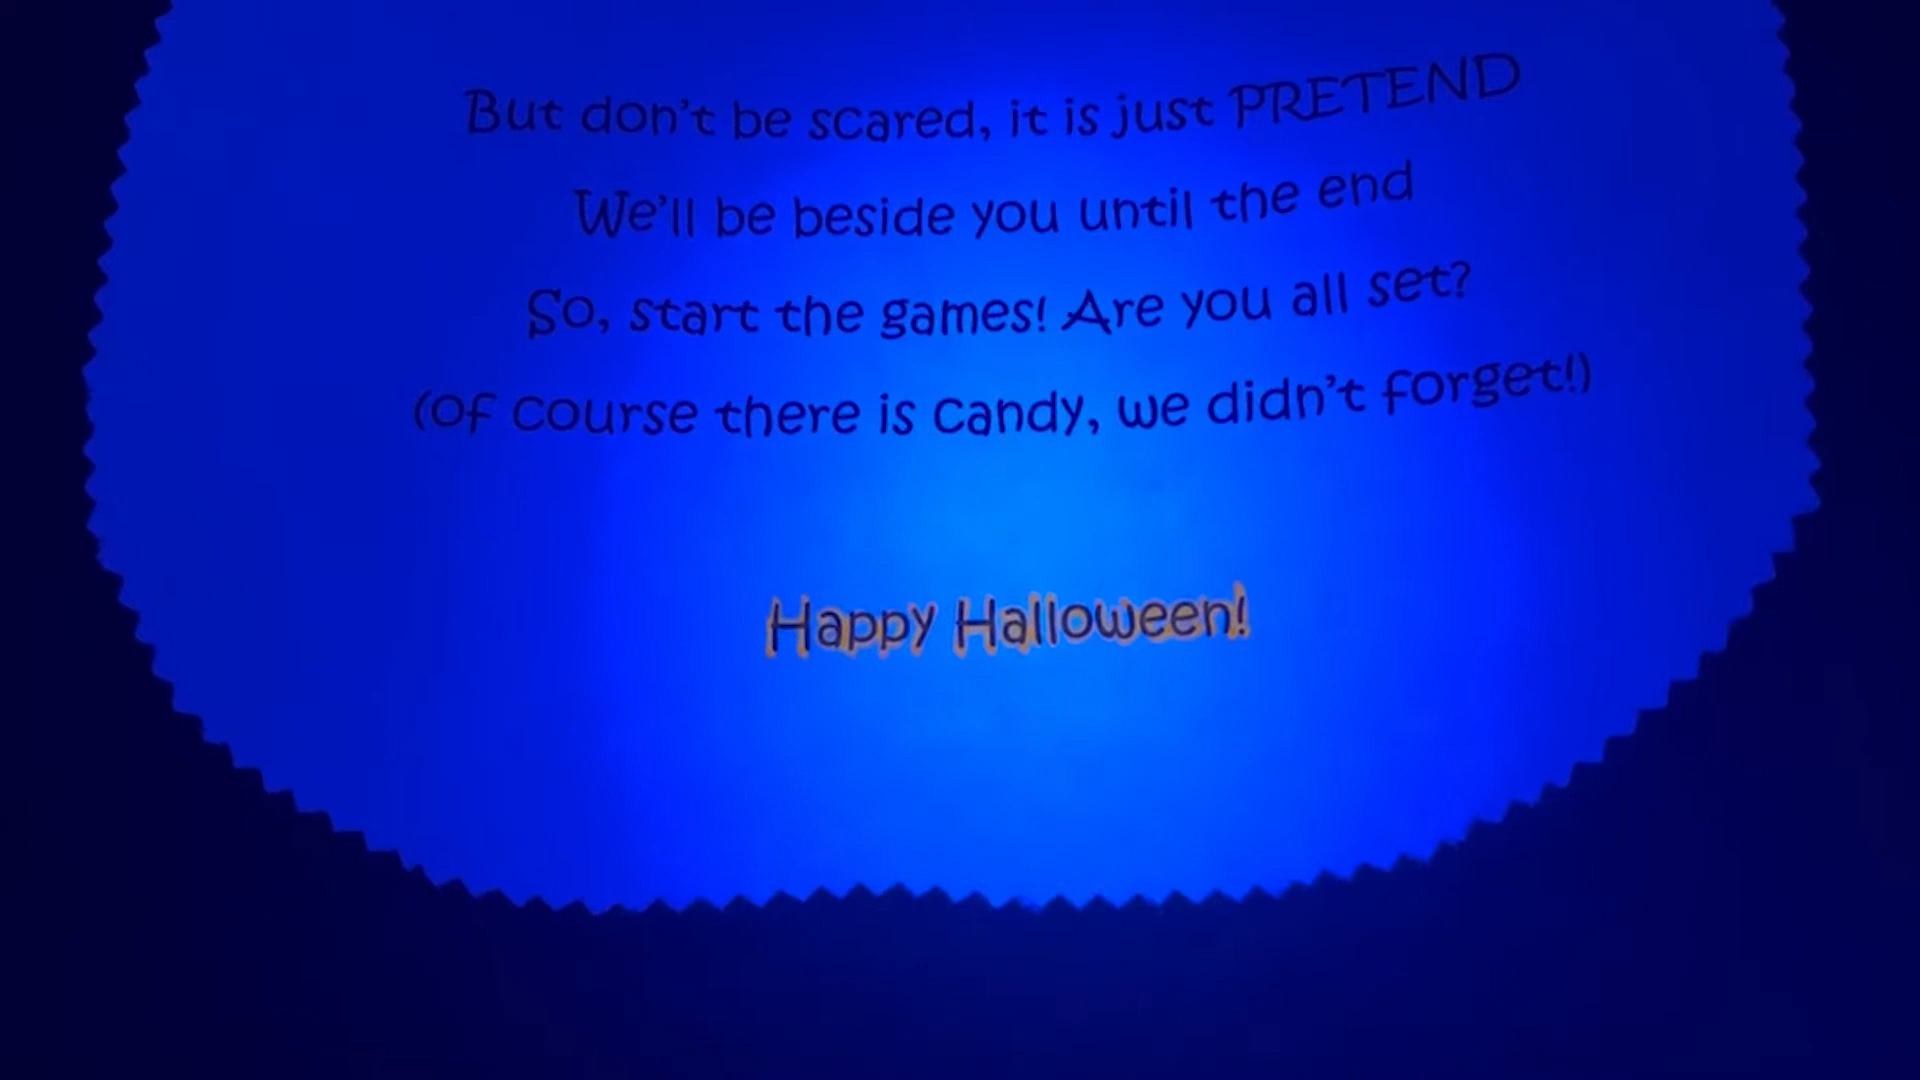 But don't be scared, it is just PRETEND
We'll be beside you until the end
So, start the games! Are you all set?
(Of course there is candy, we didn't forget!)
Happy Halloween!